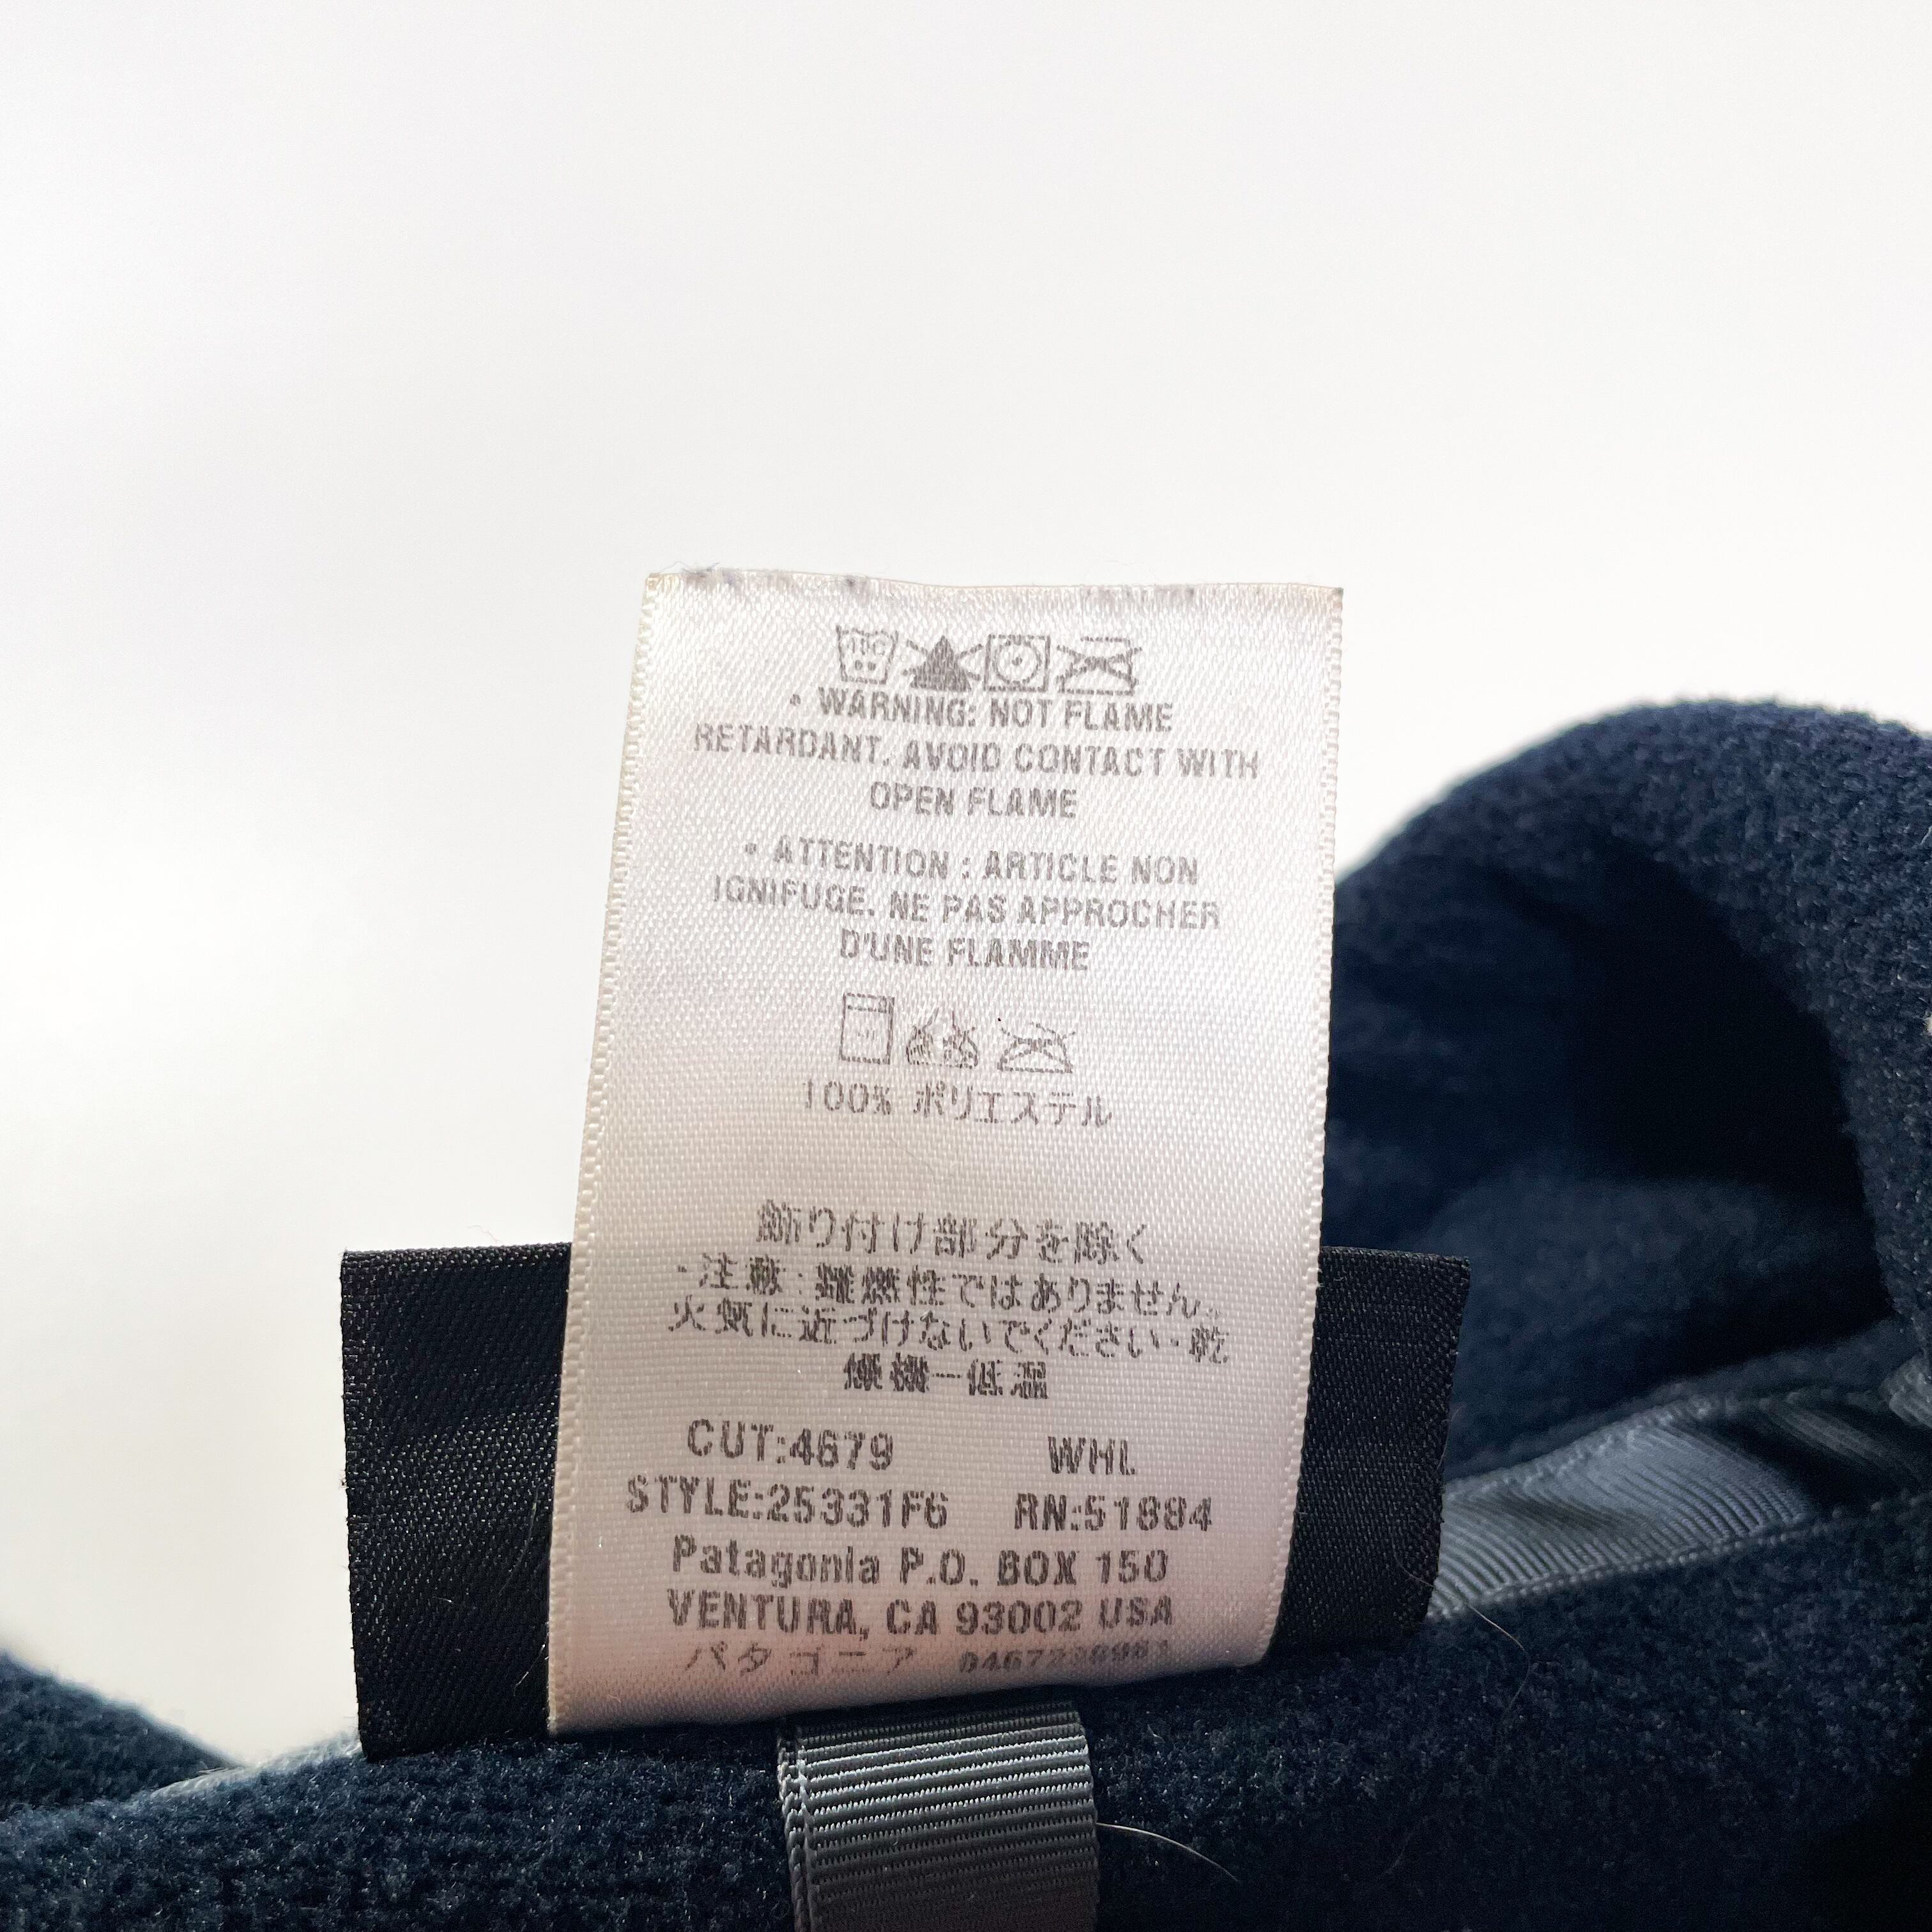 • WARNING: NOT FLAME
RETARDANT. AVOID CONTACT WITH
OPEN FLAME
• ATTENTION : ARTICLE NON
IGNIFUGE. NE PAS APPROCHER
D'UNE FLAMME
100% ポリエステル
飾り付け部分を除く
・注意:難燃性ではありません。
火気に近づけないでください・乾
燥機ー低温
CUT:4679 WHL
STYLE:25331F6 RN:51884
Patagonia P.O. BOX 150
VENTURA, CA 93002 USA
パタゴニア